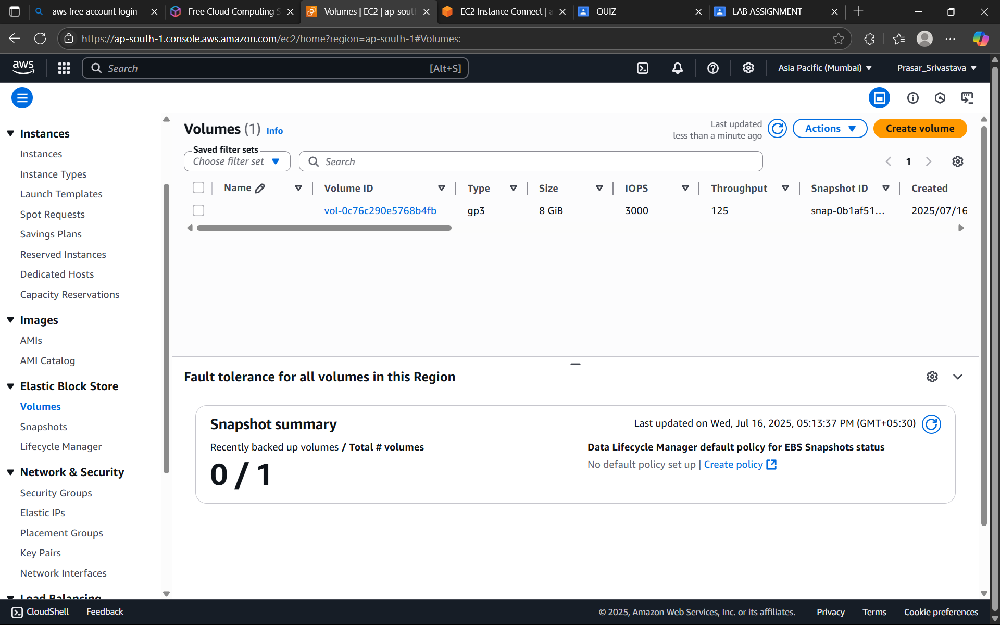 aws free account login -
Free Cloud Computing S
Volumes | EC2 | ap-south
EC2 Instance Connect | a
QUIZ
LAB ASSIGNMENT
https://ap-south-1.console.aws.amazon.com/ec2/home?region=ap-south-1#Volumes:
aws
Search
[Alt+S]
Asia Pacific (Mumbai)
Prasar_Srivastava
Instances
Instances
Instance Types
Launch Templates
Spot Requests
Savings Plans
Reserved Instances
Dedicated Hosts
Capacity Reservations
Images
AMIs
AMI Catalog
Elastic Block Store
Volumes
Snapshots
Lifecycle Manager
Network & Security
Security Groups
Elastic IPs
Placement Groups
Key Pairs
Network Interfaces
Load Balancing
Volumes (1) Info
Last updated
less than a minute ago
Actions
Create volume
Saved filter sets
Choose filter set
Search
1
Name Volume ID Type Size IOPS Throughput Snapshot ID Created
vol-0c76c290e5768b4fb gp3 8 GiB 3000 125 snap-0b1af51... 2025/07/16
Fault tolerance for all volumes in this Region
Snapshot summary
Last updated on Wed, Jul 16, 2025, 05:13:37 PM (GMT+05:30)
Recently backed up volumes / Total # volumes
0 / 1
Data Lifecycle Manager default policy for EBS Snapshots status
No default policy set up | Create policy
CloudShell
Feedback
© 2025, Amazon Web Services, Inc. or its affiliates.
Privacy
Terms
Cookie preferences